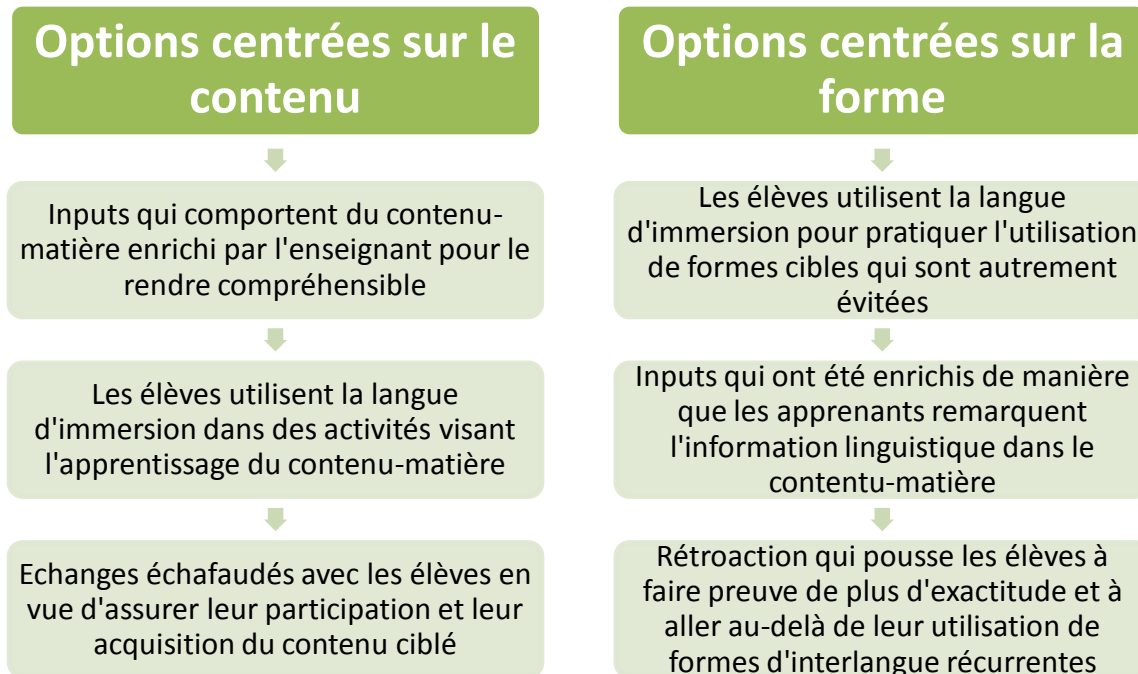 Options centrées sur le
contenu
Inputs qui comportent du contenu-
matière enrichi par l'enseignant pour le
rendre compréhensible
Les élèves utilisent la langue
d'immersion dans des activités visant
l'apprentissage du contenu-matière
Echanges échafaudés avec les élèves en
vue d'assurer leur participation et leur
acquisition du contenu ciblé
Options centrées sur la
forme
Les élèves utilisent la langue
d'immersion pour pratiquer l'utilisation
de formes cibles qui sont autrement
évitées
Inputs qui ont été enrichis de manière
que les apprenants remarquent
l'information linguistique dans le
contentu-matière
Rétroaction qui pousse les élèves à
faire preuve de plus d'exactitude et à
aller au-delà de leur utilisation de
formes d'interlangue récurrentes